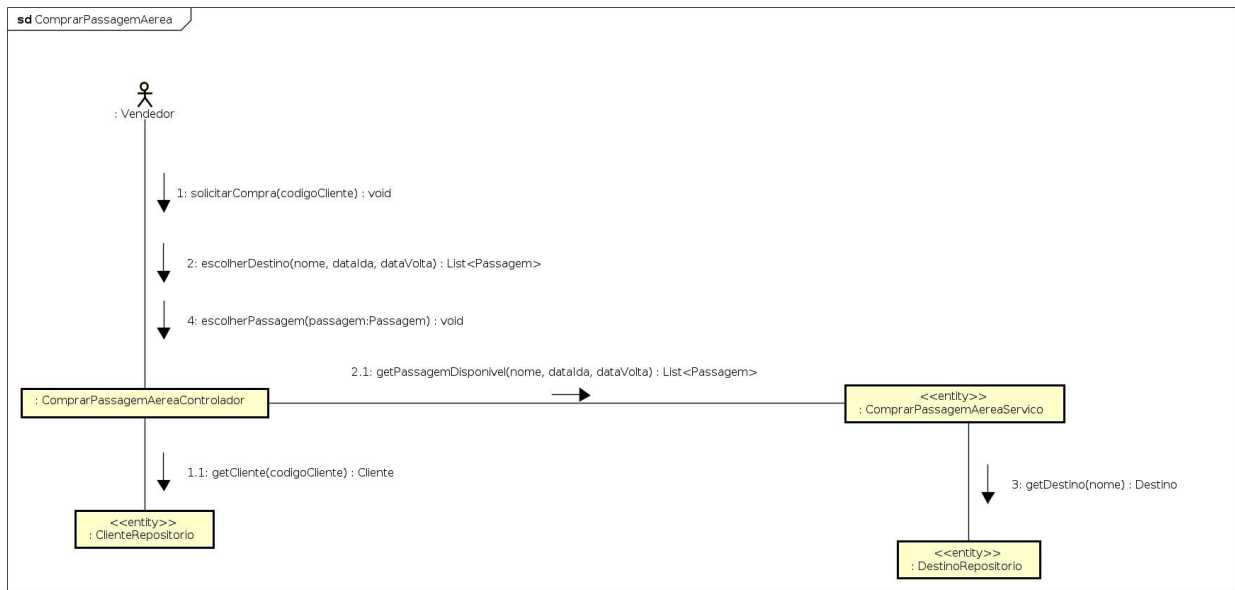 sd ComprarPassagemAerea
: Vendedor
1: solicitarCompra(codigoCliente) : void
2: escolherDestino(nome, dataIda, dataVolta) : List<Passagem>
4: escolherPassagem(passagem:Passagem) : void
2.1: getPassagemDisponivel(nome, dataIda, dataVolta) : List<Passagem>
: ComprarPassagemAereaControlador
<<entity>>
: ComprarPassagemAereaServico
1.1: getCliente(codigoCliente) : Cliente
3: getDestino(nome) : Destino
<<entity>>
: ClienteRepositorio
<<entity>>
: DestinoRepositorio